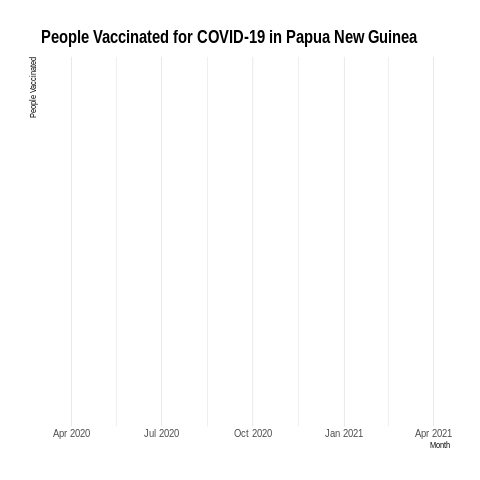 People Vaccinated for COVID-19 in Papua New Guinea
People Vaccinated
Apr 2020
Jul 2020
Oct 2020
Jan 2021
Apr 2021
Month